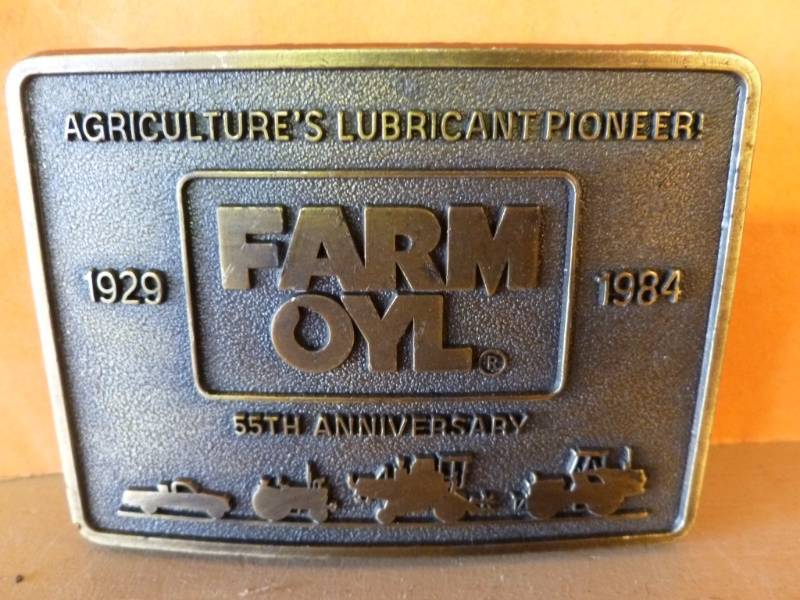 AGRICULTURE'S LUBRICANT PIONEER!
FARM
1929 1984
OYL®
55TH ANNIVERSARY